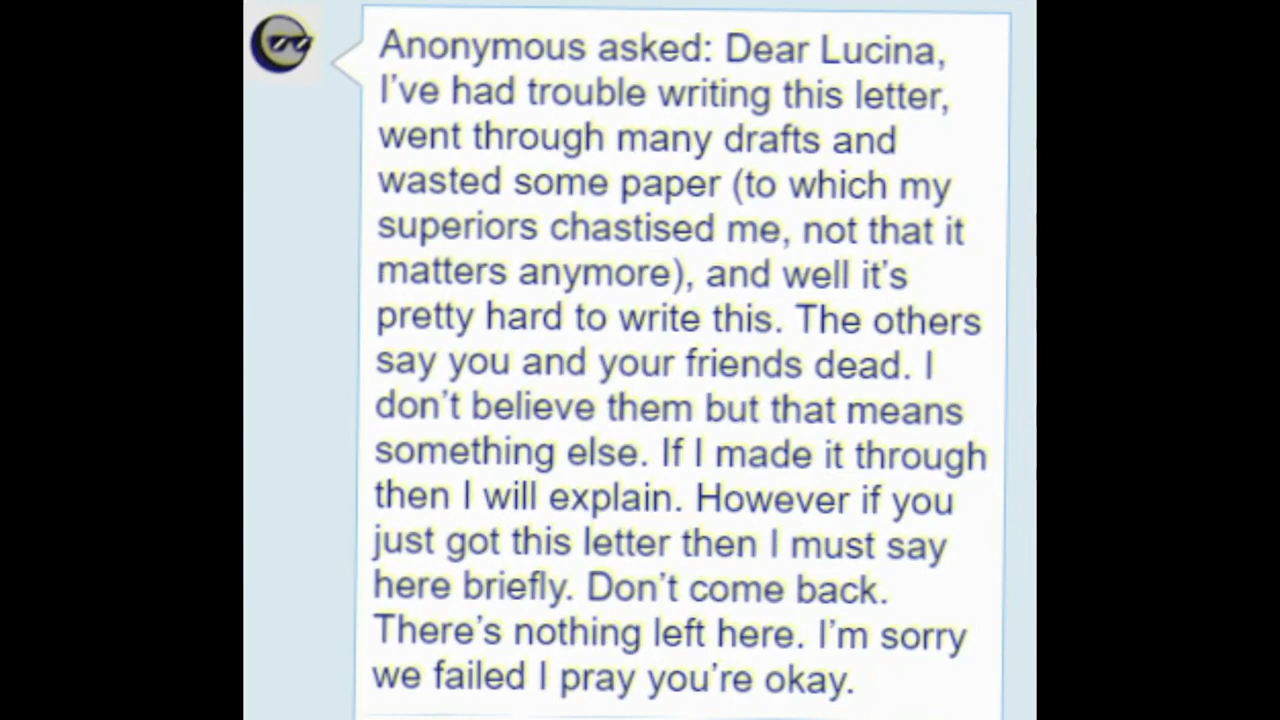 Anonymous asked: Dear Lucina,
I've had trouble writing this letter,
went through many drafts and
wasted some paper (to which my
superiors chastised me, not that it
matters anymore), and well it's
pretty hard to write this. The others
say you and your friends dead. I
don't believe them but that means
something else. If I made it through
then I will explain. However if you
just got this letter then I must say
here briefly. Don't come back.
There's nothing left here. I'm sorry
we failed I pray you're okay.